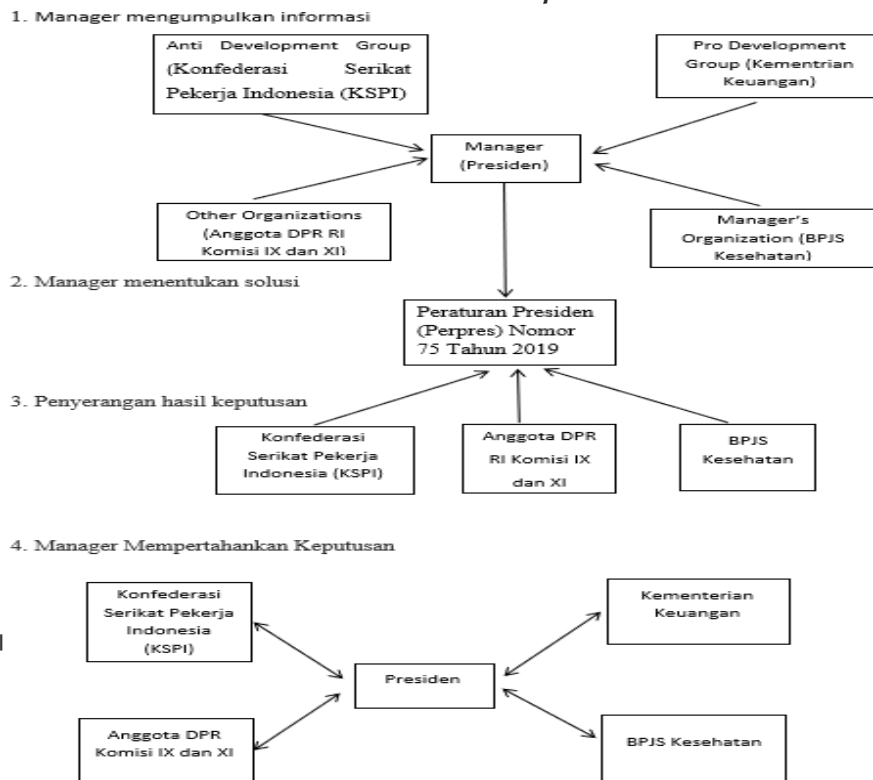 1. Manager mengumpulkan informasi
Anti Development Group
(Konfederasi Serikat
Pekerja Indonesia (KSPI)
Pro Development
Group (Kementrian
Keuangan)
Manager
(Presiden)
Other Organizations
(Anggota DPR RI
Komisi IX dan XI)
Manager's
Organization (BPJS
Kesehatan)
2. Manager menentukan solusi
Peraturan Presiden
(Perpres) Nomor
75 Tahun 2019
3. Penyerangan hasil keputusan
Konfederasi
Serikat Pekerja
Indonesia (KSPI)
Anggota DPR
RI Komisi IX
dan XI
BPJS
Kesehatan
4. Manager Mempertahankan Keputusan
Konfederasi
Serikat Pekerja
Indonesia
(KSPI)
Kementerian
Keuangan
Presiden
Anggota DPR
Komisi IX dan XI
BPJS Kesehatan